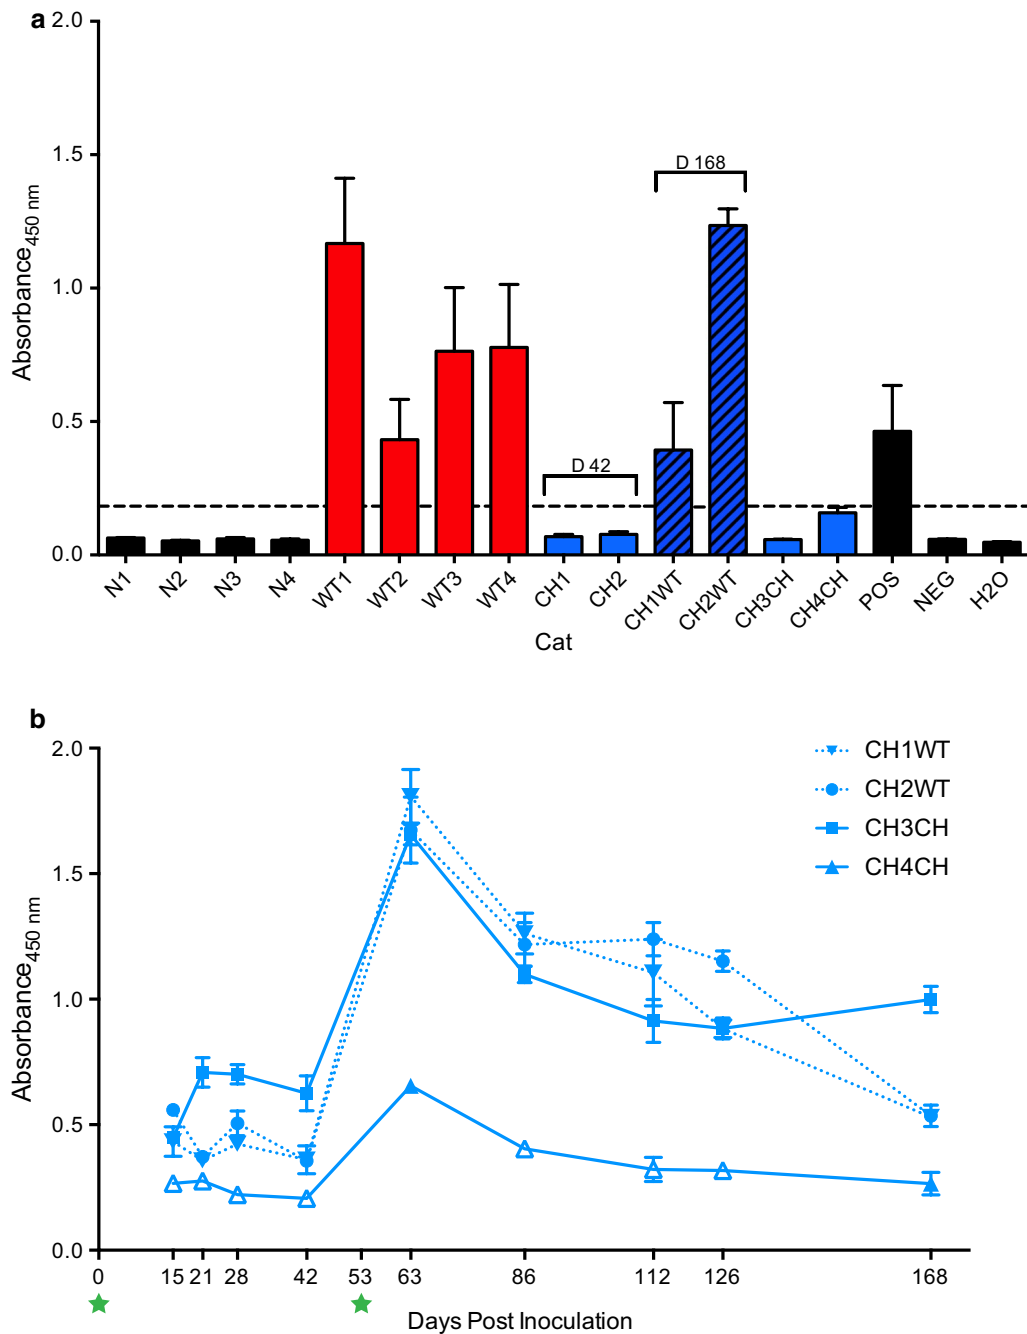 a
2.0
1.5
1.0
0.5
0.0
Absorbance450 nm
D 42
D 168
N1 N2 N3 N4 WT1 WT2 WT3 WT4 CH1 CH2 CH1WT CH2WT CH3CH CH4CH POS NEG H2O
Cat
b
2.0
1.5
1.0
0.5
0.0
Absorbance450 nm
CH1WT
CH2WT
CH3CH
CH4CH
0 15 21 28 42 53 63 86 112 126 168
Days Post Inoculation